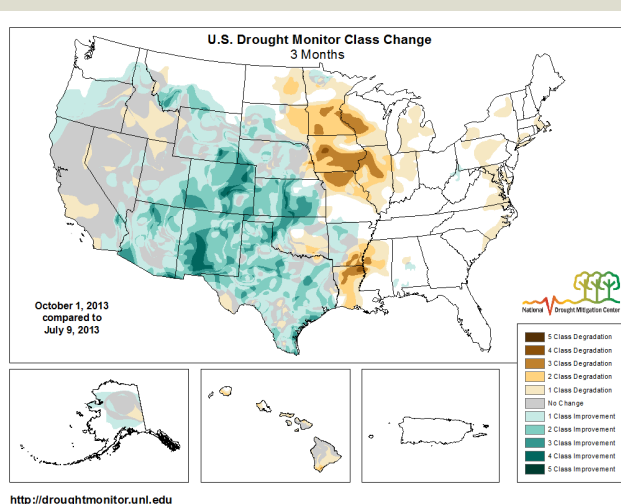 U.S. Drought Monitor Class Change
3 Months
October 1, 2013
compared to
July 9, 2013
National Drought Mitigation Center
5 Class Degradation
4 Class Degradation
3 Class Degradation
2 Class Degradation
1 Class Degradation
No Change
1 Class Improvement
2 Class Improvement
3 Class Improvement
4 Class Improvement
5 Class Improvement
http://droughtmonitor.unl.edu